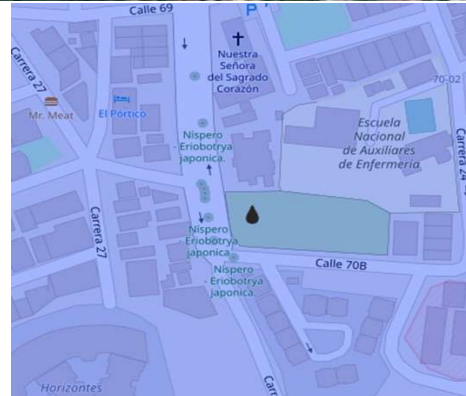 Calle 69
P
Nuestra
Señora
del Sagrado
Corazón
Carrera 27
Mr. Meat
El Pórtico
70-02
Escuela
Nacional
de Auxiliares
de Enfermería
Carrera 24
Níspero
- Eriobotrya
japonica.
Carrera 27
Níspero
- Eriobotrya
japonica.
Calle 70B
Níspero
- Eriobotrya
japonica.
Horizontes
Carr